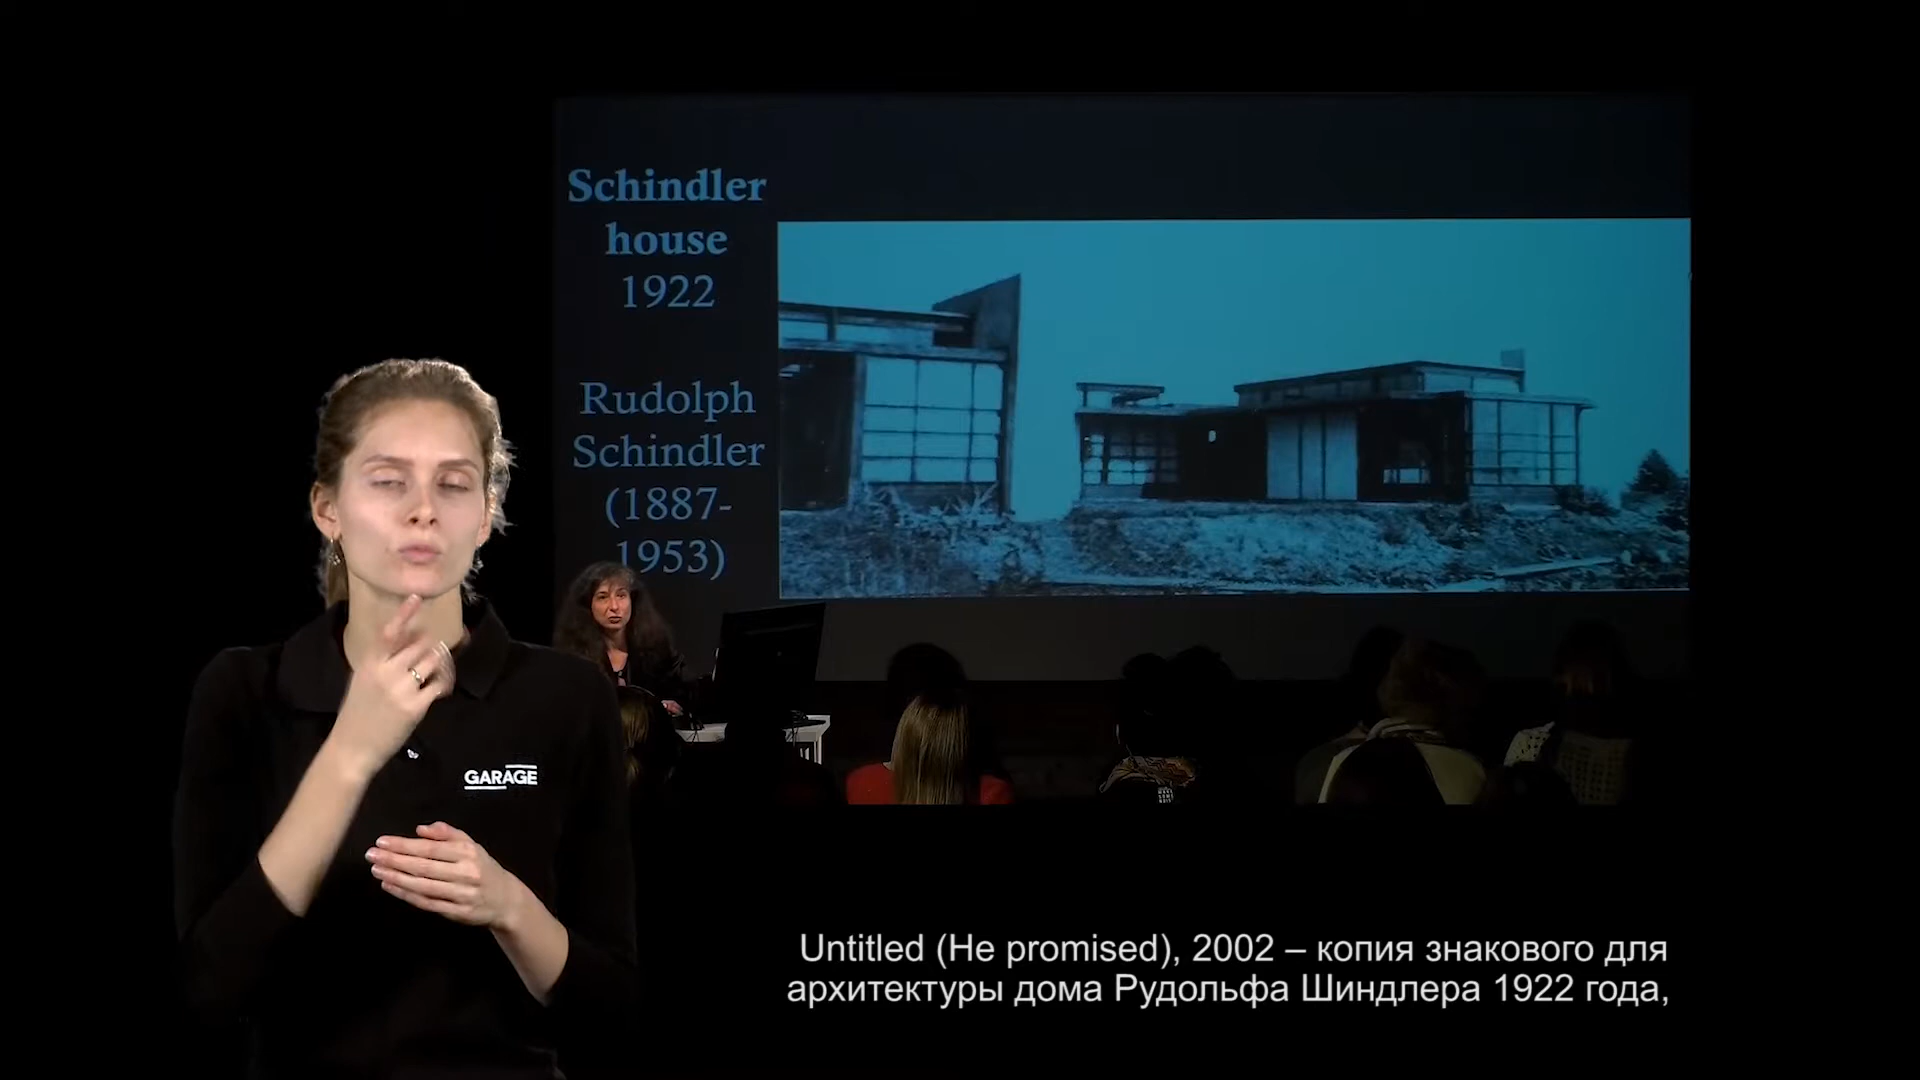 Schindler
house
1922
Rudolph
Schindler
(1887-
1953)
GARAGE
Untitled (He promised), 2002 – копия знакового для
архитектуры дома Рудольфа Шиндлера 1922 года,